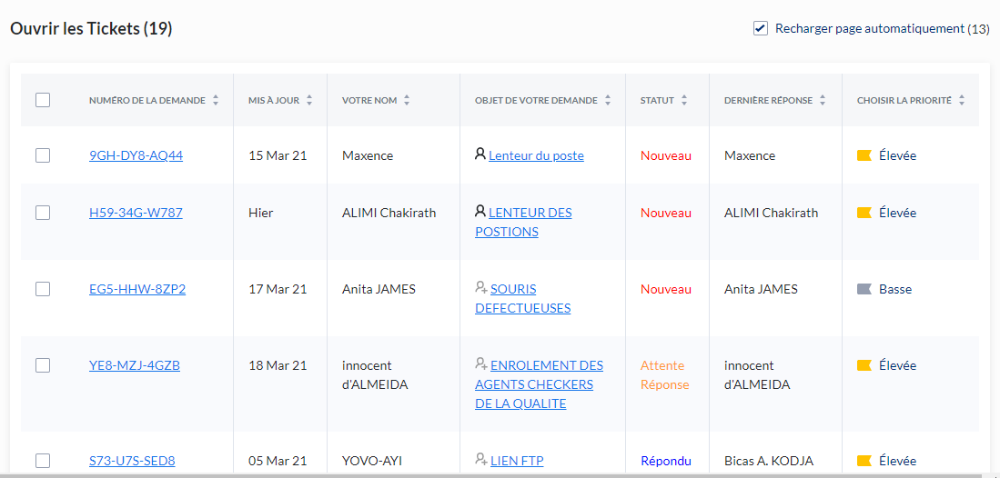 Ouvrir les Tickets (19)
Recharger page automatiquement (13)
NUMÉRO DE LA DEMANDE MIS À JOUR VOTRE NOM OBJET DE VOTRE DEMANDE STATUT DERNIÈRE RÉPONSE CHOISIR LA PRIORITÉ
9GH-DY8-AQ44 15 Mar 21 Maxence Lenteur du poste Nouveau Maxence Élevée
H59-34G-W787 Hier ALIMI Chakirath LENTEUR DES Nouveau ALIMI Chakirath Élevée
POSTIONS
EG5-HHW-8ZP2 17 Mar 21 Anita JAMES SOURIS Nouveau Anita JAMES Basse
DEFECTUEUSES
YE8-MZJ-4GZB 18 Mar 21 innocent ENROLEMENT DES Attente innocent Élevée
d'ALMEIDA AGENTS CHECKERS Réponse d'ALMEIDA
DE LA QUALITE
S73-U7S-SED8 05 Mar 21 YOVO-AYI LIEN FTP Répondu Bicas A. KODJA Élevée